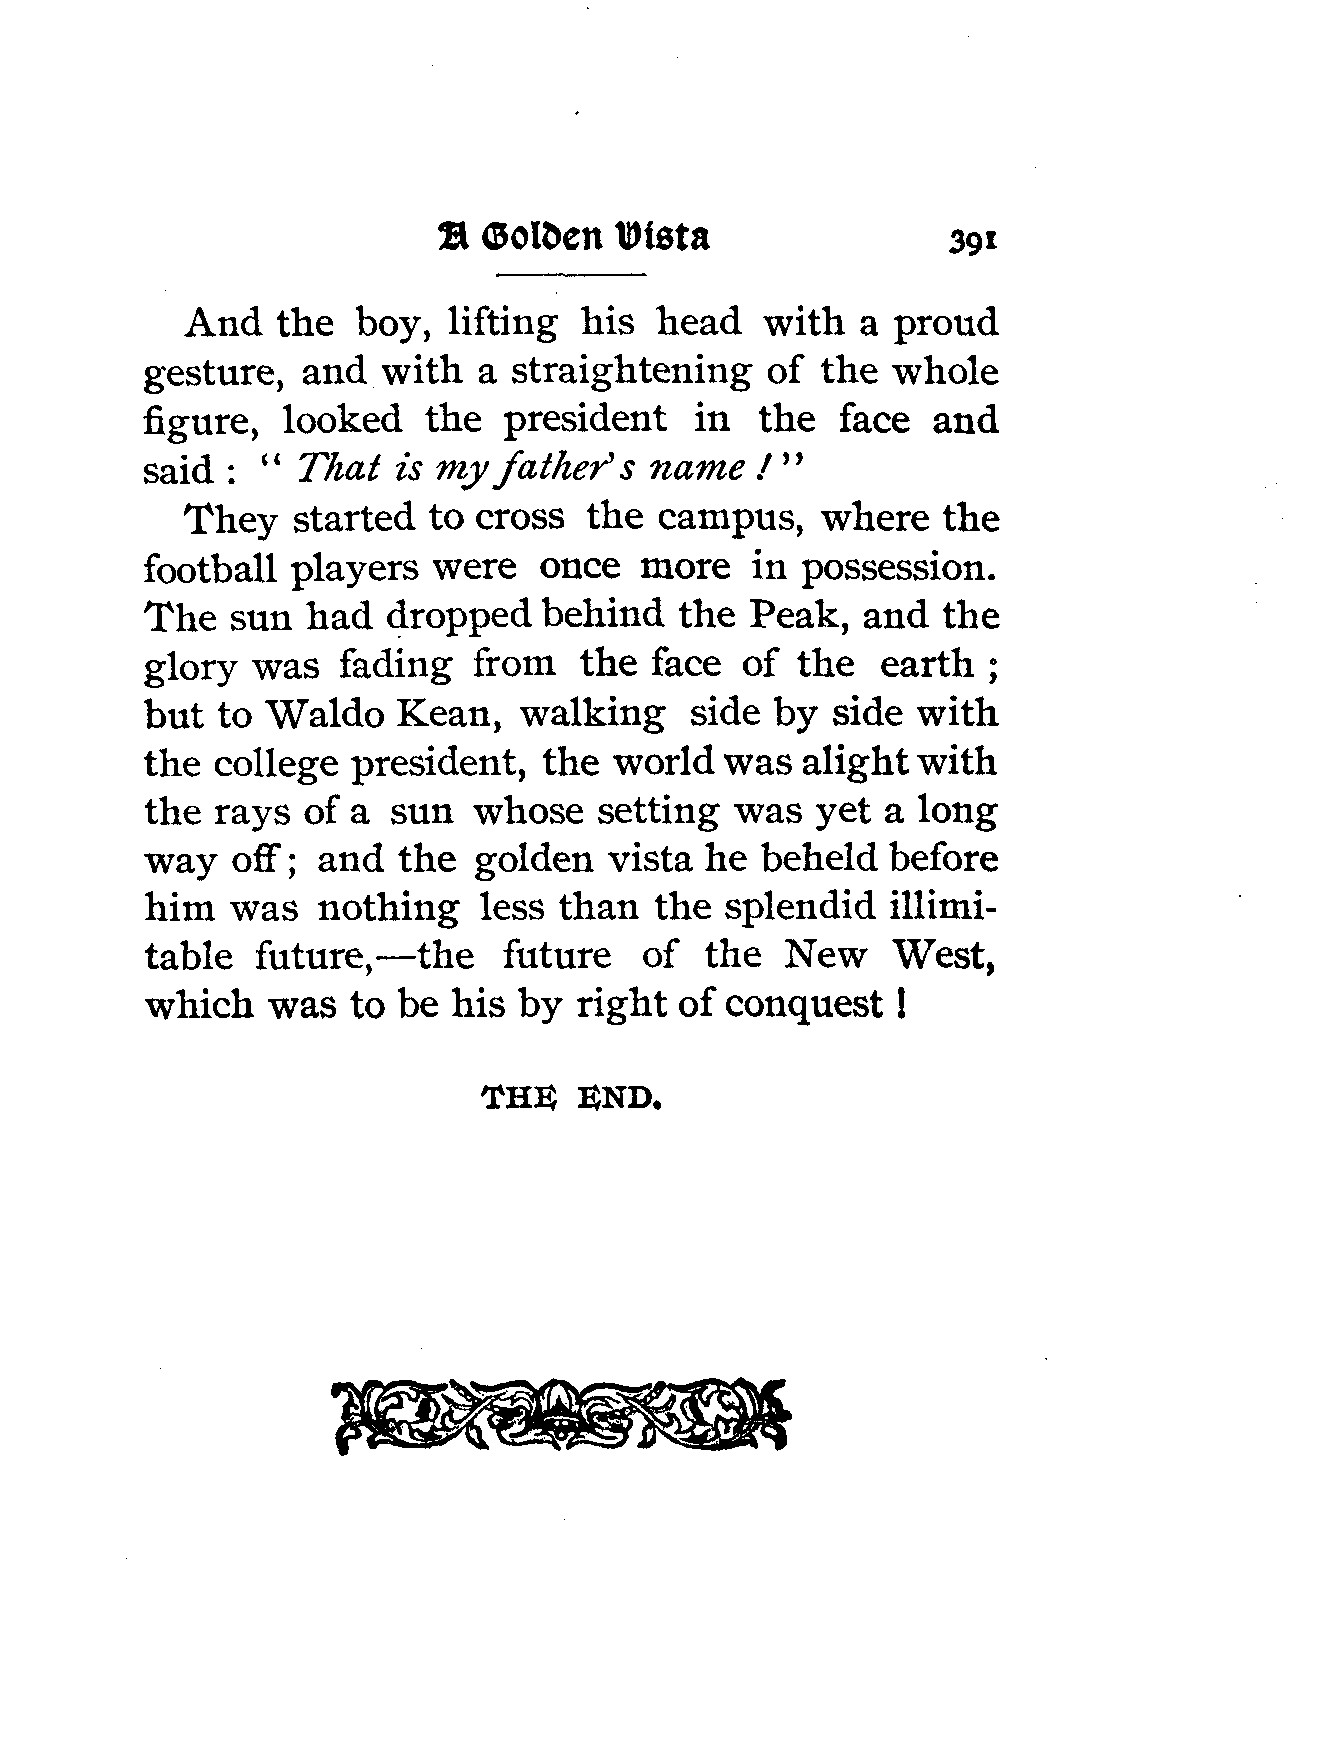 A Golden Vista 391
And the boy, lifting his head with a proud
gesture, and with a straightening of the whole
figure, looked the president in the face and
said : “ That is my father’s name ! ”
They started to cross the campus, where the
football players were once more in possession.
The sun had dropped behind the Peak, and the
glory was fading from the face of the earth ;
but to Waldo Kean, walking side by side with
the college president, the world was alight with
the rays of a sun whose setting was yet a long
way off ; and the golden vista he beheld before
him was nothing less than the splendid illimi-
table future,—the future of the New West,
which was to be his by right of conquest !
THE END.